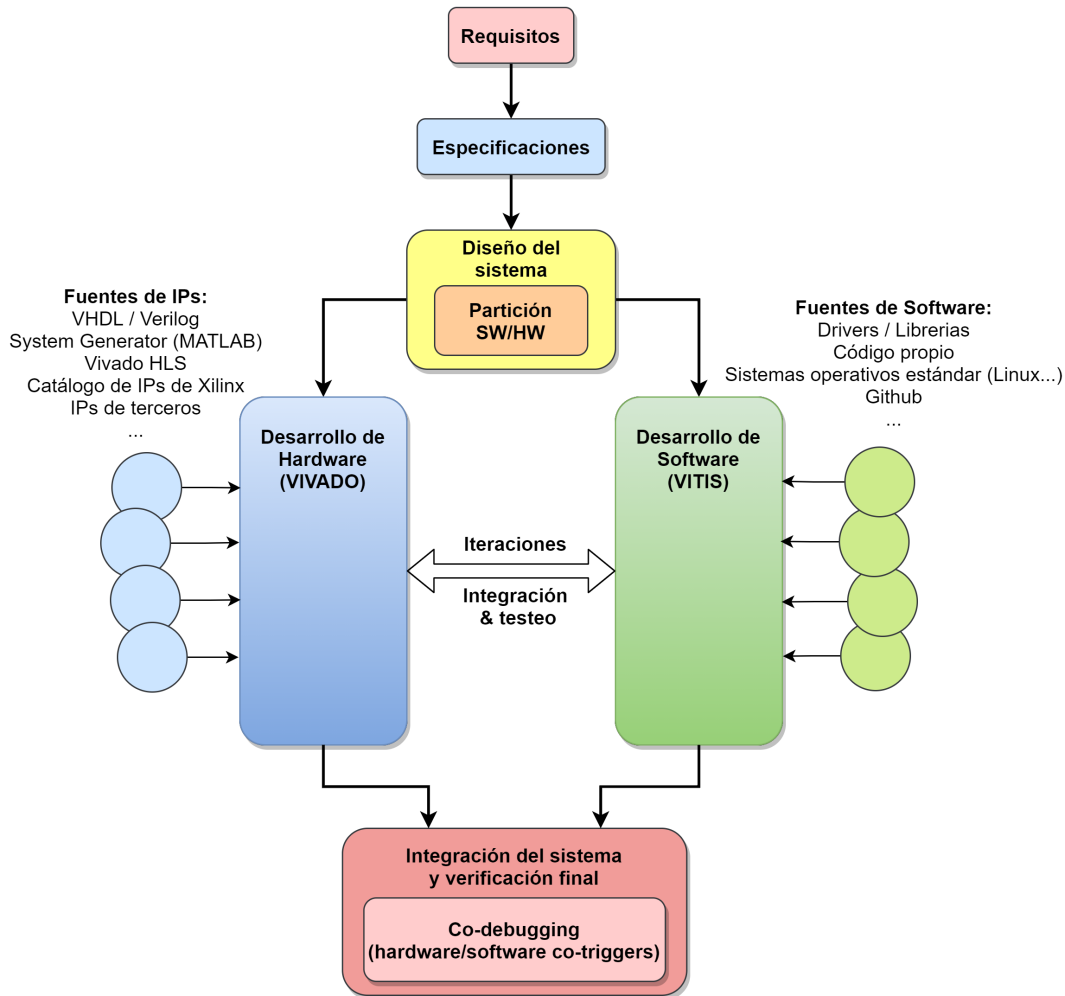 Requisitos
Especificaciones
Diseño del
sistema
Partición
SW/HW
Fuentes de IPs:
VHDL / Verilog
System Generator (MATLAB)
Vivado HLS
Catálogo de IPs de Xilinx
IPs de terceros
...
Fuentes de Software:
Drivers / Librerias
Código propio
Sistemas operativos estándar (Linux...)
Github
...
Desarrollo de
Hardware
(VIVADO)
Desarrollo de
Software
(VITIS)
Iteraciones
Integración
& testeo
Integración del sistema
y verificación final
Co-debugging
(hardware/software co-triggers)